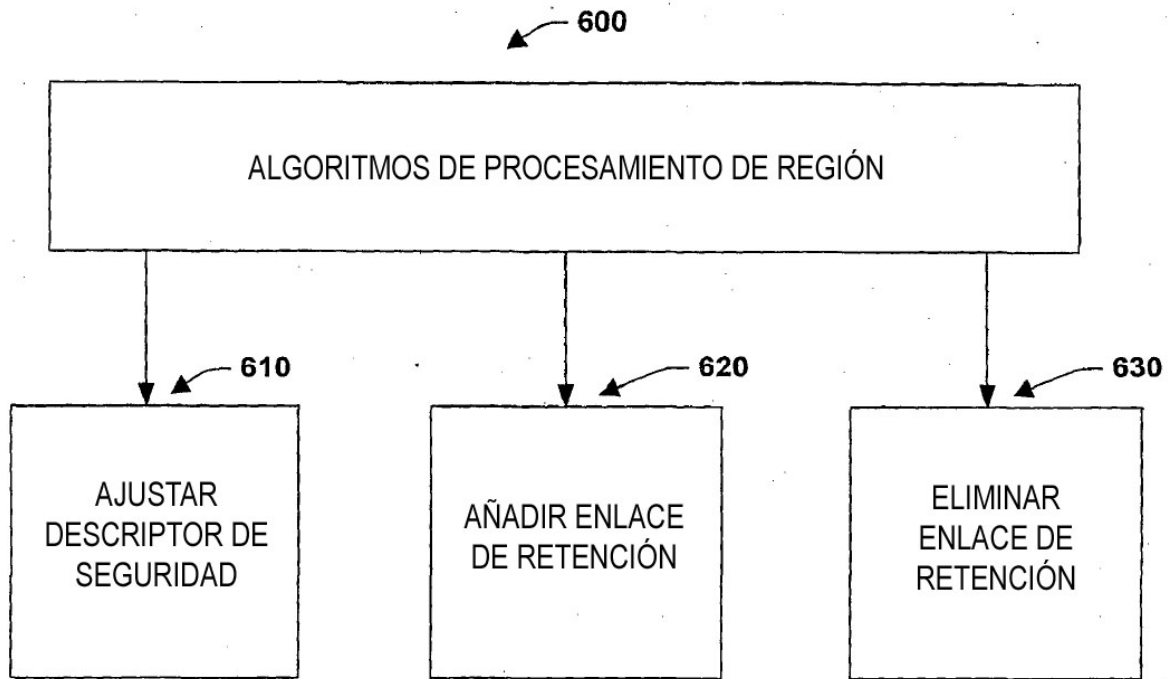 600
ALGORITMOS DE PROCESAMIENTO DE REGIÓN
610
620
630
AJUSTAR
DESCRIPTOR DE
SEGURIDAD
AÑADIR ENLACE
DE RETENCIÓN
ELIMINAR
ENLACE DE
RETENCIÓN